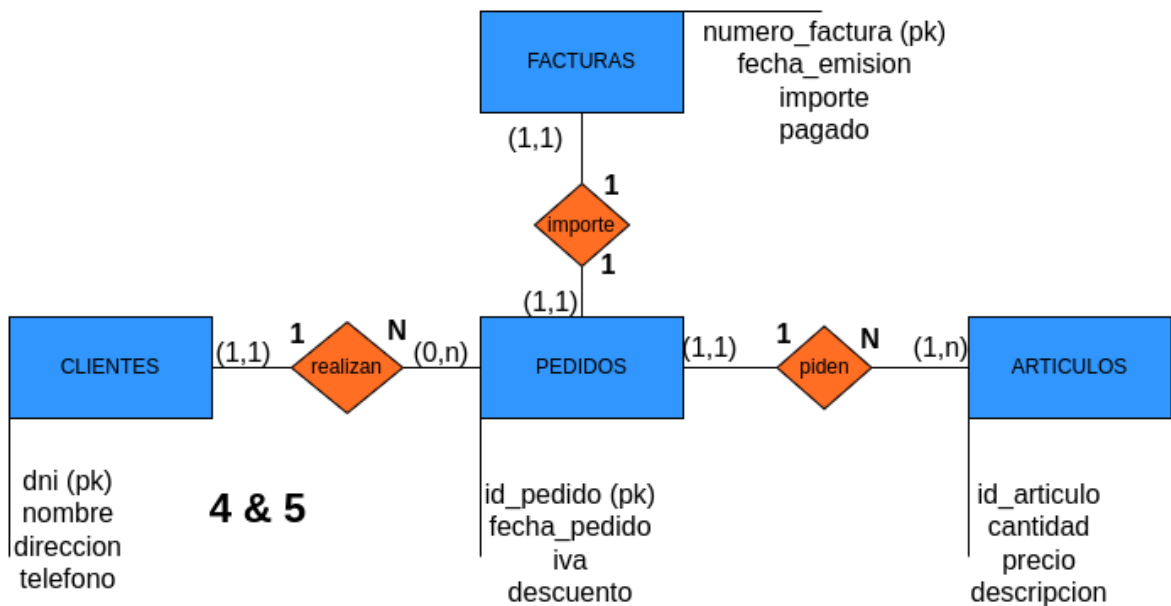 FACTURAS
numero_factura (pk)
fecha_emision
importe
pagado
(1,1)
1
importe
1
(1,1)
CLIENTES
(1,1)
1
realizan
N
(0,n)
PEDIDOS
(1,1)
1
piden
N
(1,n)
ARTICULOS
dni (pk)
nombre
direccion
telefono
4 & 5
id_pedido (pk)
fecha_pedido
iva
descuento
id_articulo
cantidad
precio
descripcion